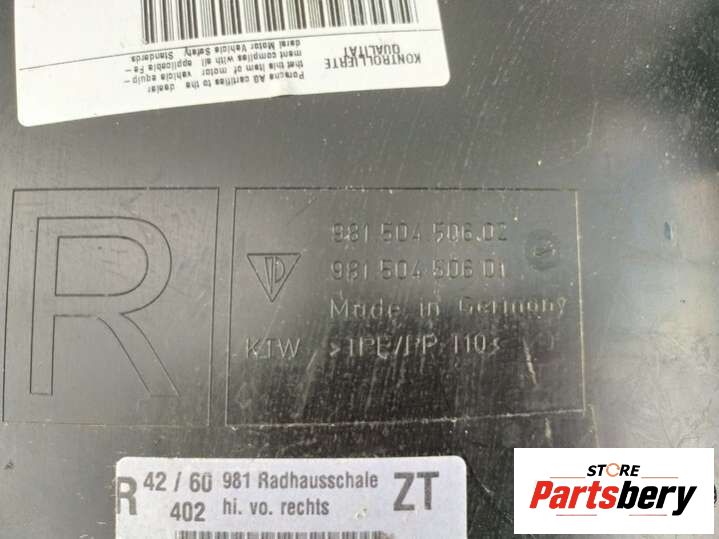 KONTROLLIERTE
QUALITÄT
Porsche AG certifies to the dealer
that this item of motor vehicle equip-
ment complies with all applicable Fe-
deral Motor Vehicle Safety Standards
R
981.504.506.02
981.504.506.01
Made in Germany
KTW
42 / 60 981 Radhausschale ZT
R 402 hi. vo. rechts
STORE
Partsbery